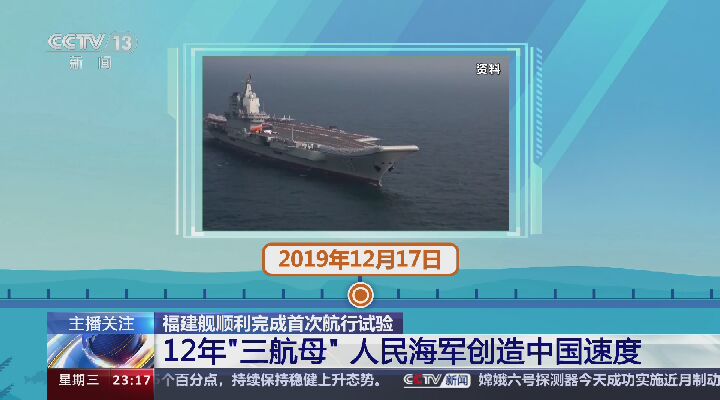 CCTV 13
新闻
资料
2019年12月17日
主播关注
福建舰顺利完成首次航行试验
12年"三航母" 人民海军创造中国速度
星期三 23:17 个百分点，持续保持稳健上升态势。 CCTV 新闻 嫦娥六号探测器今天成功实施近月制动